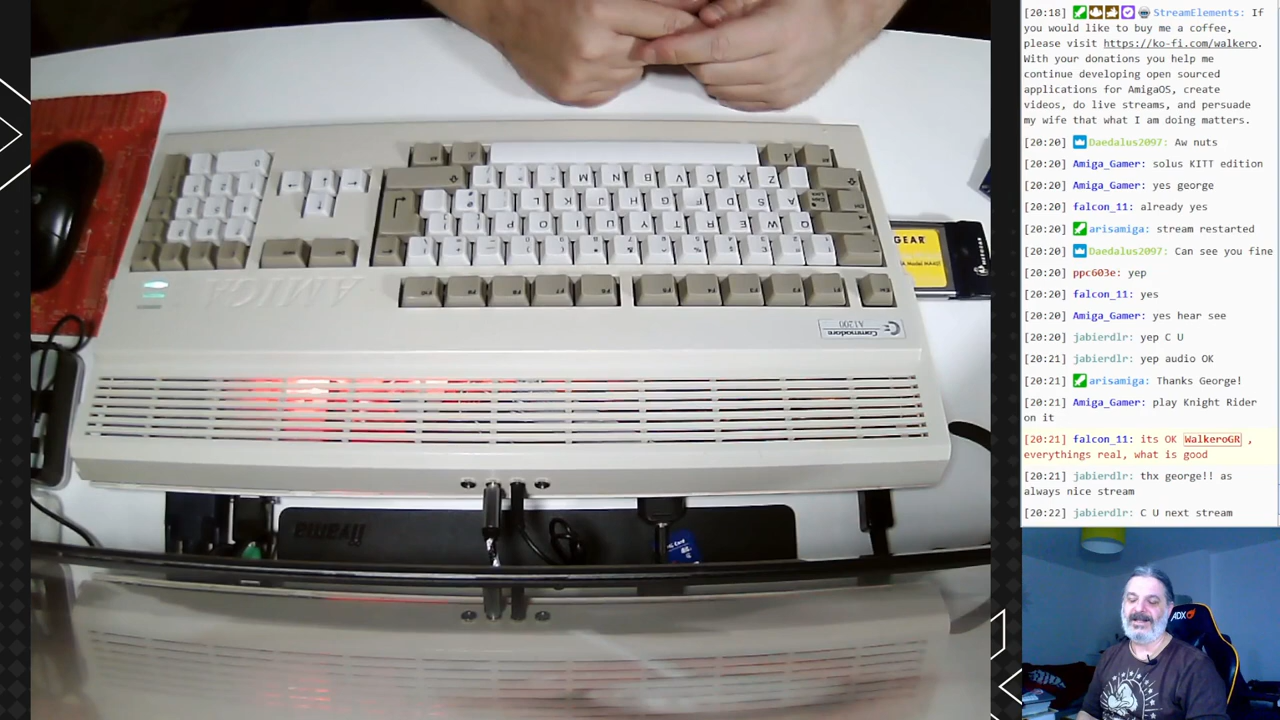 [20:18] StreamElements: If
you would like to buy me a coffee,
please visit https://ko-fi.com/walkero.
With your donations you help me
continue developing open sourced
applications for AmigaOS, create
videos, do live streams, and persuade
my wife that what I am doing matters.
[20:20] Daedalus2097: Aw nuts
[20:20] Amiga_Gamer: solus KITT edition
[20:20] Amiga_Gamer: yes george
[20:20] falcon_11: already yes
[20:20] arisamiga: stream restarted
[20:20] Daedalus2097: Can see you fine
[20:20] ppc603e: yep
[20:20] falcon_11: yes
[20:20] Amiga_Gamer: yes hear see
[20:20] jabierdlr: yep C U
[20:21] jabierdlr: yep audio OK
[20:21] arisamiga: Thanks George!
[20:21] Amiga_Gamer: play Knight Rider
on it
[20:21] falcon_11: its OK WalkeroGR ,
everythings real, what is good
[20:21] jabierdlr: thx george!! as
always nice stream
[20:22] jabierdlr: C U next stream
Commodore
A1200
AMIGA
GEAR
iiyama
ADX